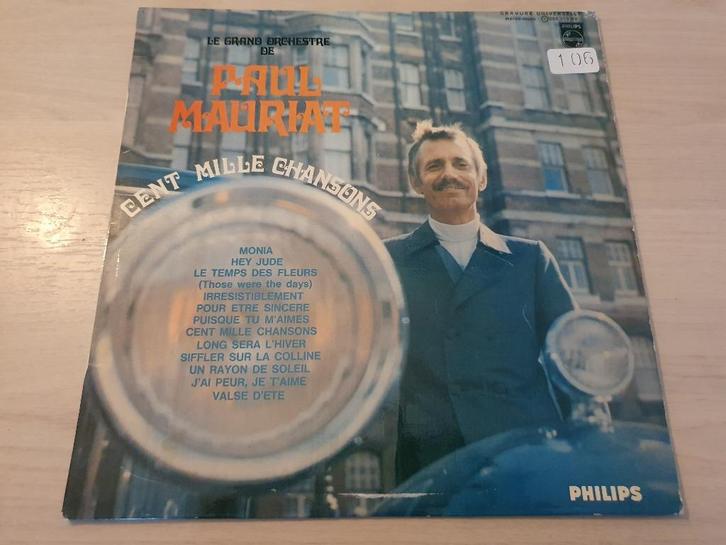 GRAVURE UNIVERSELLE
PHILIPS
106
LE GRAND ORCHESTRE
DE
PAUL
MAURIAT
CENT MILLE CHANSONS
MONIA
HEY JUDE
LE TEMPS DES FLEURS
(Those were the days)
IRRESISTIBLEMENT
POUR ETRE SINCERE
PUISQUE TU M'AIMES
CENT MILLE CHANSONS
LONG SERA L'HIVER
SIFFLER SUR LA COLLINE
UN RAYON DE SOLEIL
J'AI PEUR, JE T'AIME
VALSE D'ETE
PHILIPS